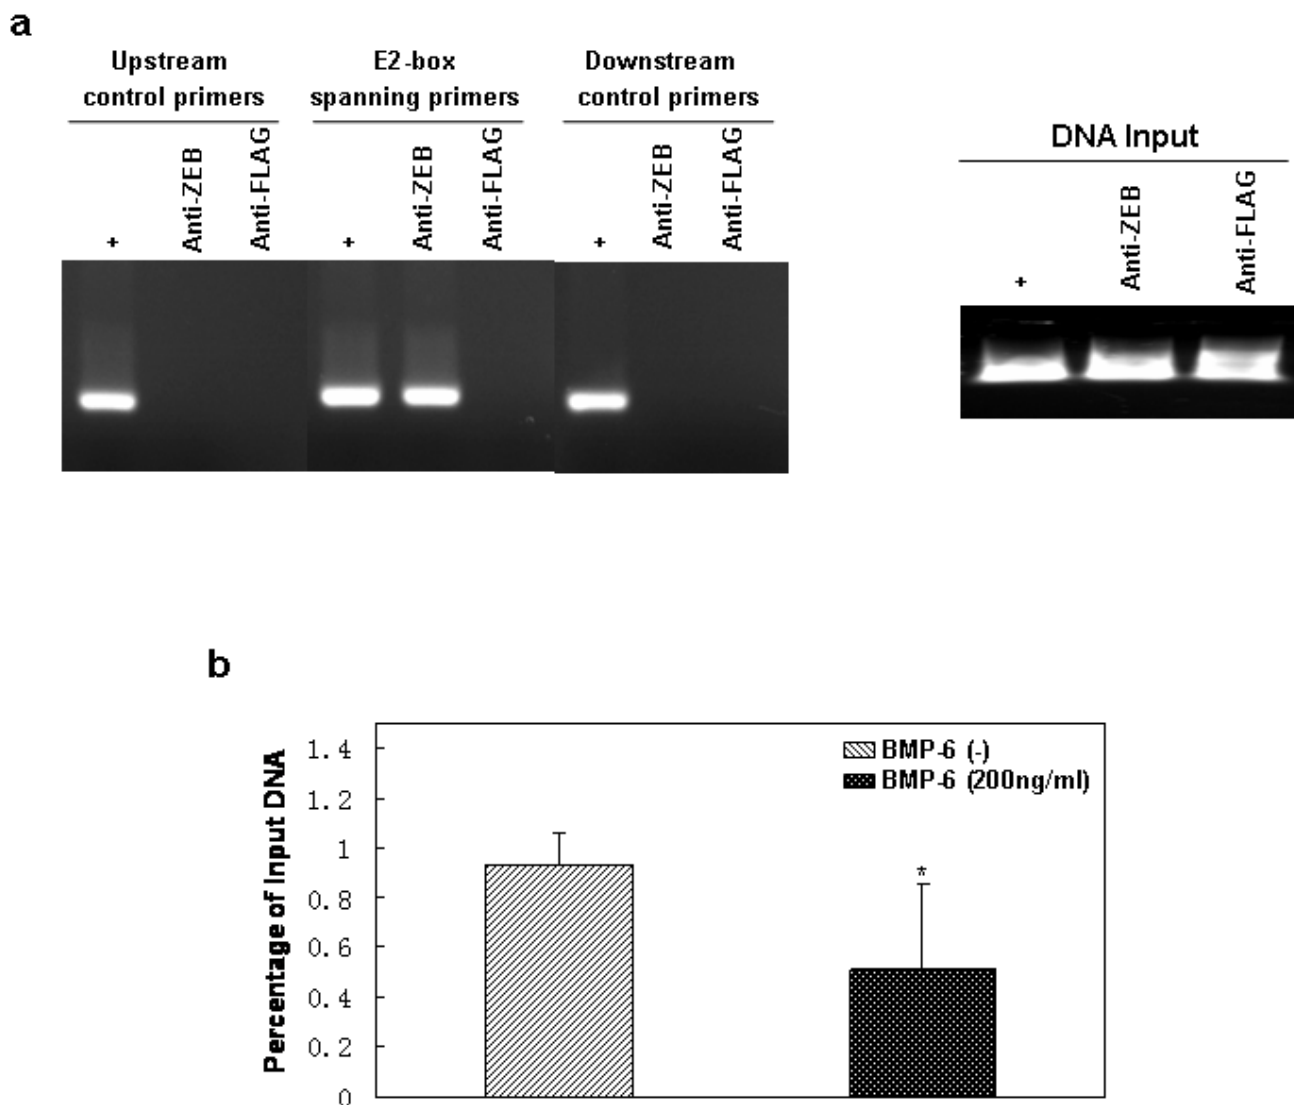 a
Upstream
control primers
E2-box
spanning primers
Downstream
control primers
+
Anti-ZEB
Anti-FLAG
+
Anti-ZEB
Anti-FLAG
+
Anti-ZEB
Anti-FLAG
DNA Input
+
Anti-ZEB
Anti-FLAG
b
Percentage of Input DNA
1.4
1.2
1
0.8
0.6
0.4
0.2
0
BMP-6 (-)
BMP-6 (200ng/ml)
*